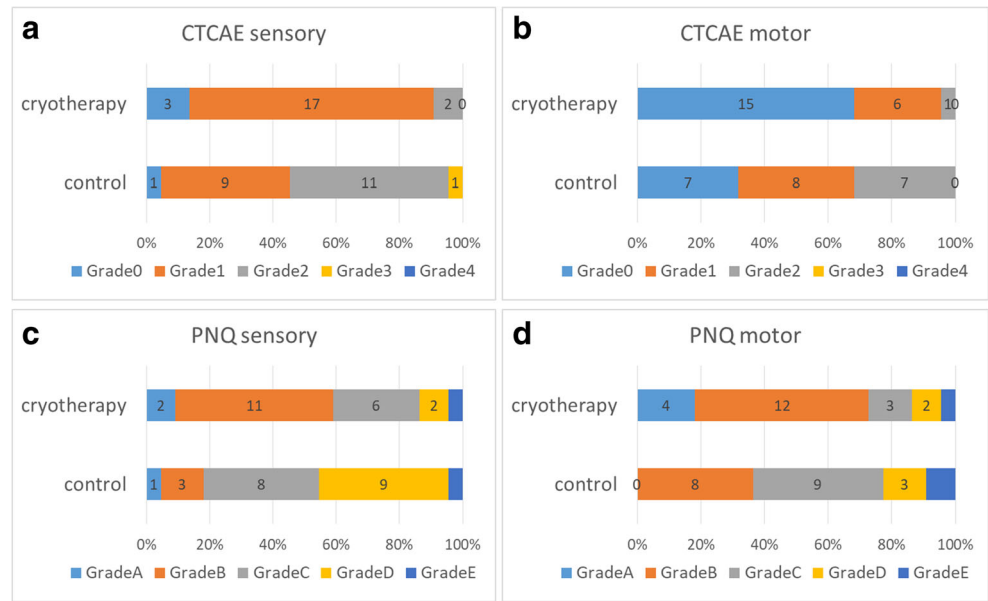 a
CTCAE sensory
cryotherapy
3 17 2 0
control
1 9 11 1
0% 20% 40% 60% 80% 100%
Grade0 Grade1 Grade2 Grade3 Grade4
b
CTCAE motor
cryotherapy
15 6 1 0
control
7 8 7 0
0% 20% 40% 60% 80% 100%
Grade0 Grade1 Grade2 Grade3 Grade4
c
PNQ sensory
cryotherapy
2 11 6 2
control
1 3 8 9
0% 20% 40% 60% 80% 100%
GradeA GradeB GradeC GradeD GradeE
d
PNQ motor
cryotherapy
4 12 3 2
control
0 8 9 3
0% 20% 40% 60% 80% 100%
GradeA GradeB GradeC GradeD GradeE